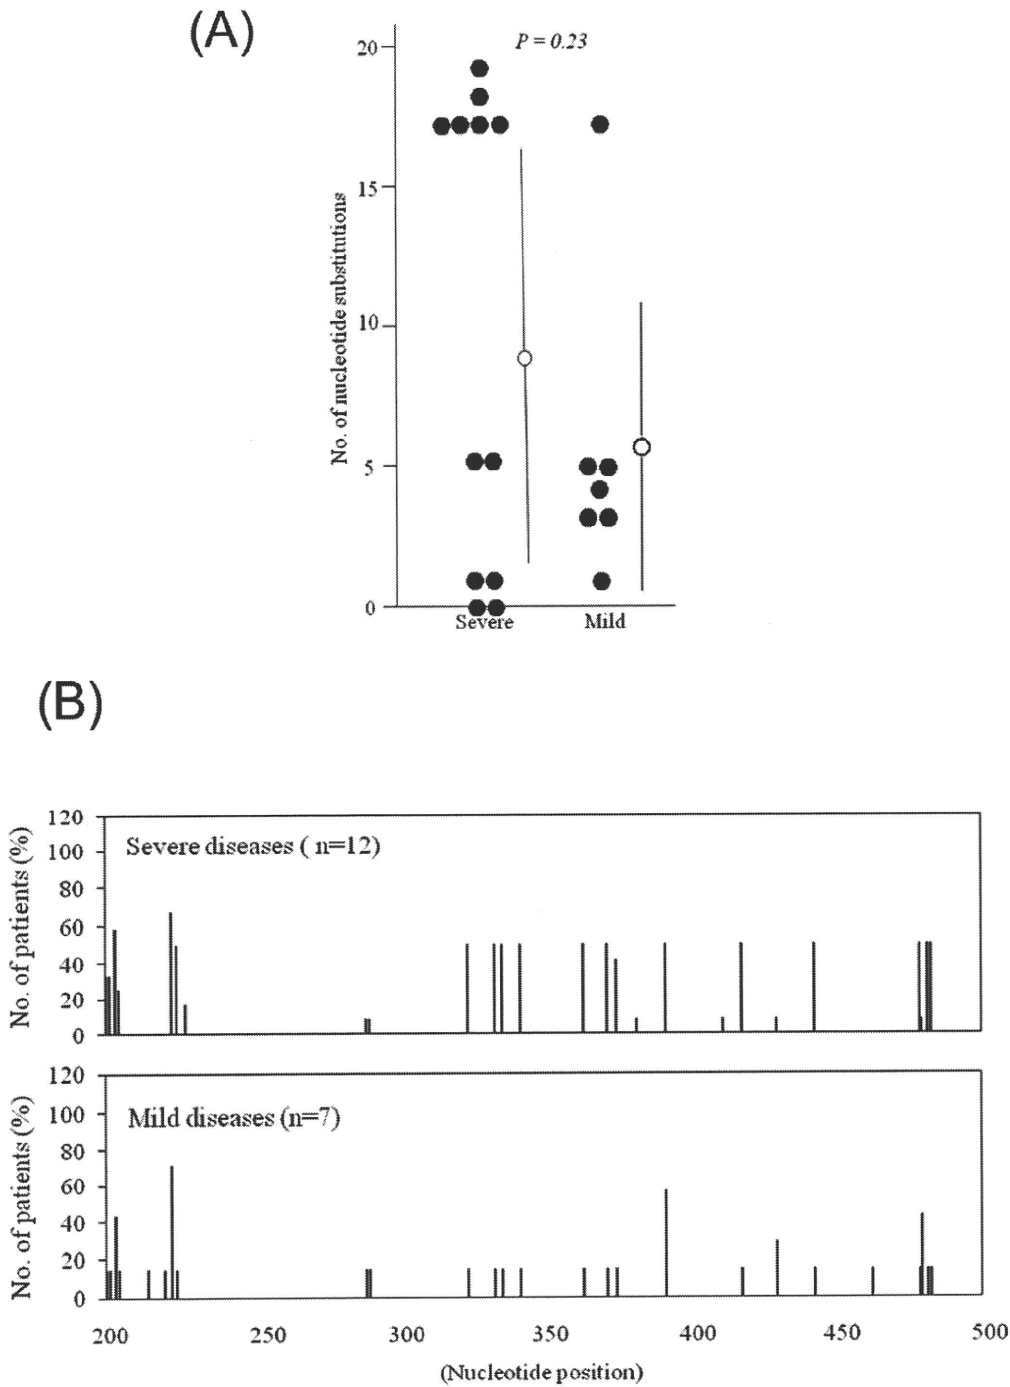 (A)
P = 0.23
20
15
10
5
0
No. of nucleotide substitutions
Severe Mild
(B)
120
100
80
60
40
20
0
No. of patients (%)
Severe diseases ( n=12)
120
100
80
60
40
20
0
No. of patients (%)
Mild diseases (n=7)
200 250 300 350 400 450 500
(Nucleotide position)